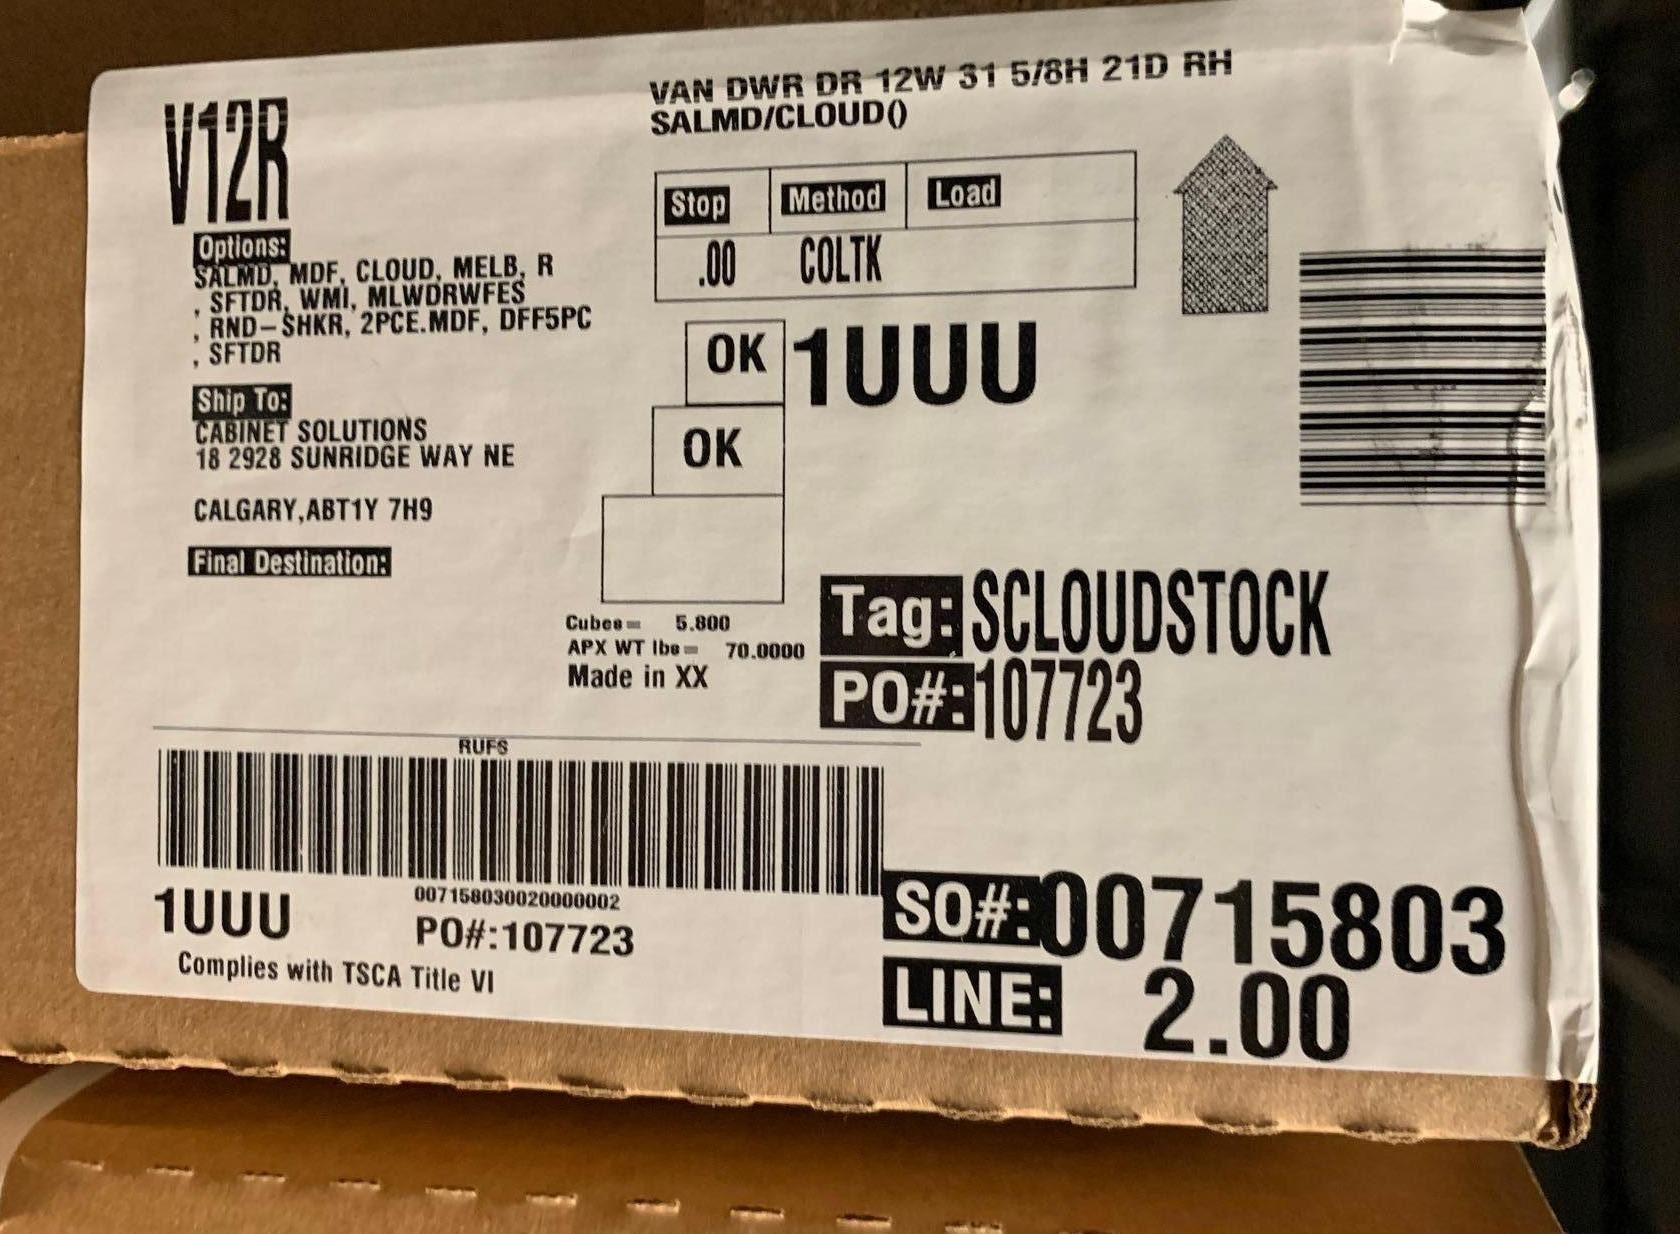 VAN DWR DR 12W 31 5/8H 21D RH
SALMD/CLOUD()
V12R
Options:
SALMD, MDF, CLOUD, MELB, R
, SFTDR, WMI, MLWDRWFES
, RND-SHKR, 2PCE.MDF, DFF5PC
, SFTDR
Ship To:
CABINET SOLUTIONS
18 2928 SUNRIDGE WAY NE
CALGARY,ABT1Y 7H9
Final Destination:
Stop Method Load
.00 COLTK
OK 1UUU
OK
Cubes= 5.800
APX WT lbs= 70.0000
Made in XX
Tag: SCLOUDSTOCK
PO#: 107723
RUFS
007158030020000002
1UUU PO#:107723
Complies with TSCA Title VI
SO#: 00715803
LINE: 2.00